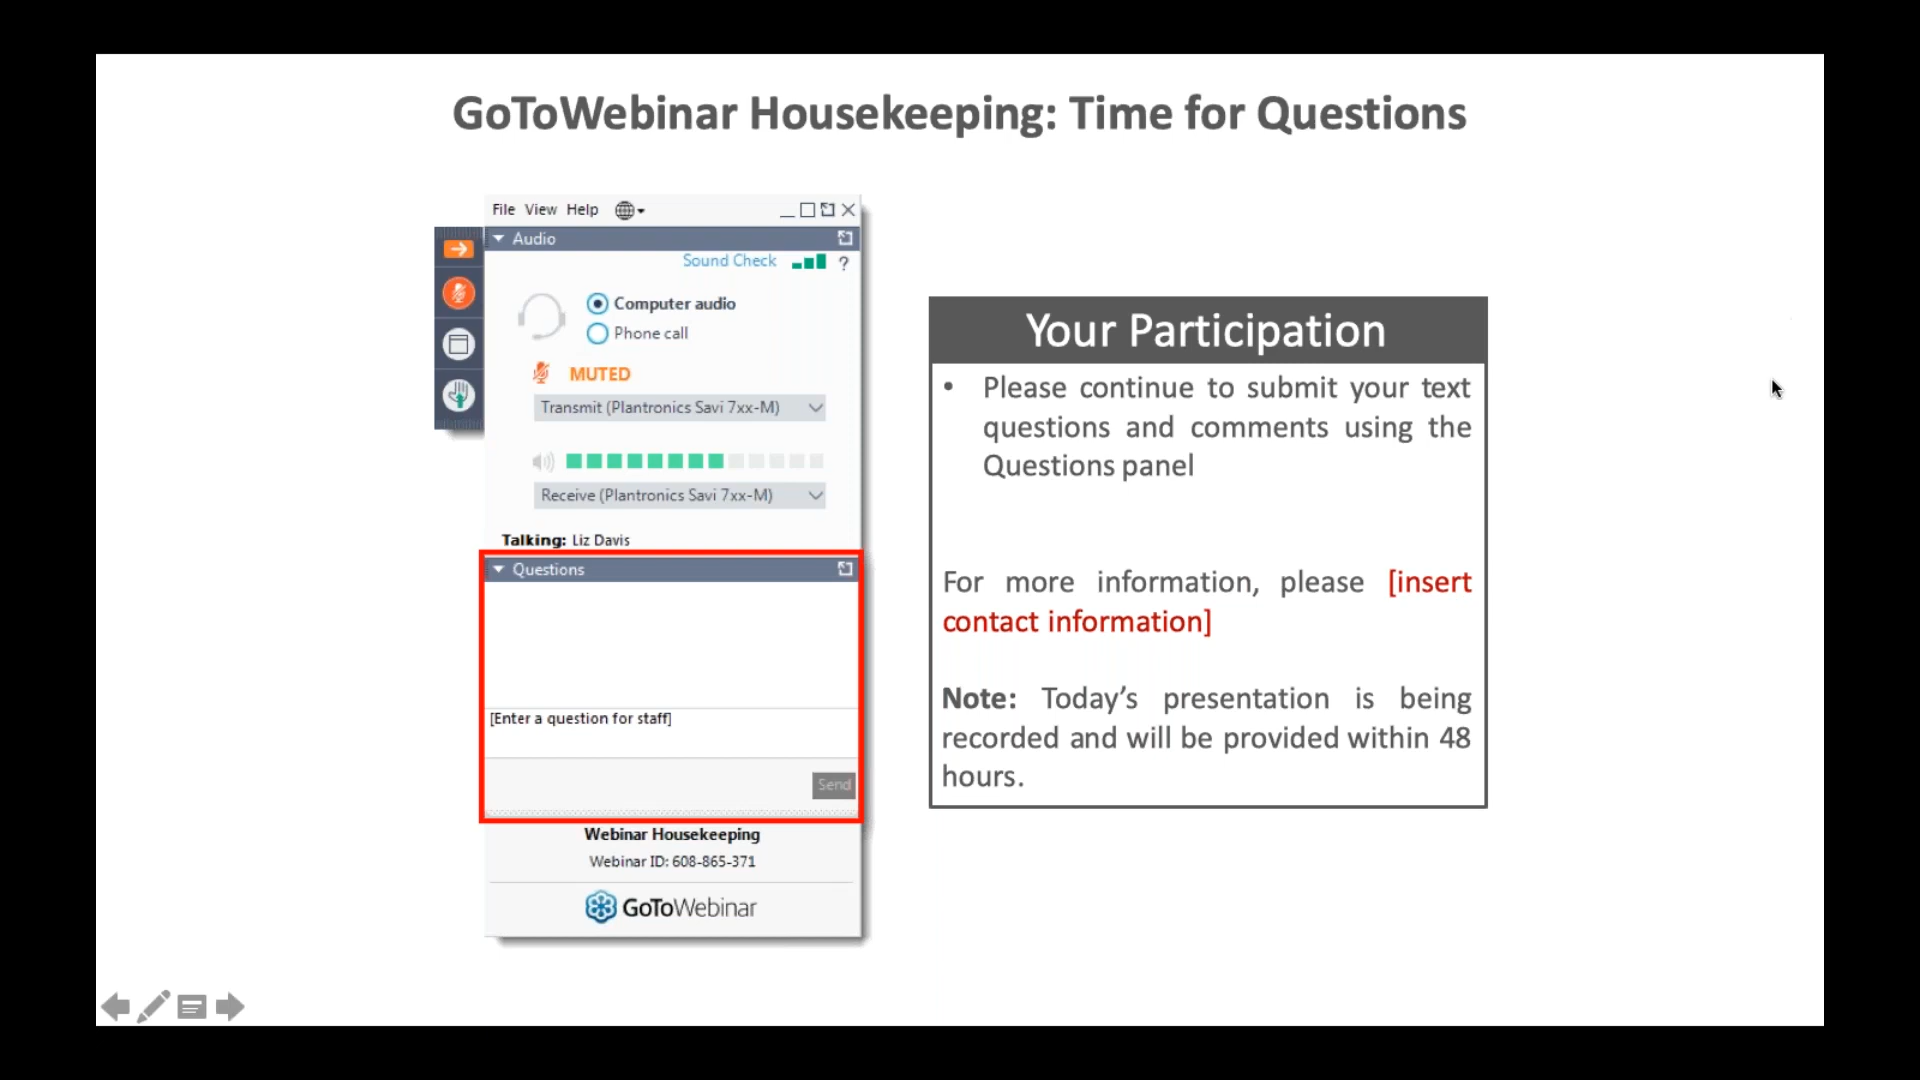 GoToWebinar Housekeeping: Time for Questions
File View Help
Audio
Sound Check ?
Computer audio
Phone call
MUTED
Transmit (Plantronics Savi 7xx-M)
Receive (Plantronics Savi 7xx-M)
Talking: Liz Davis
Questions
[Enter a question for staff]
Send
Webinar Housekeeping
Webinar ID: 608-865-371
GoToWebinar
Your Participation
• Please continue to submit your text
questions and comments using the
Questions panel
For more information, please [insert
contact information]
Note: Today’s presentation is being
recorded and will be provided within 48
hours.